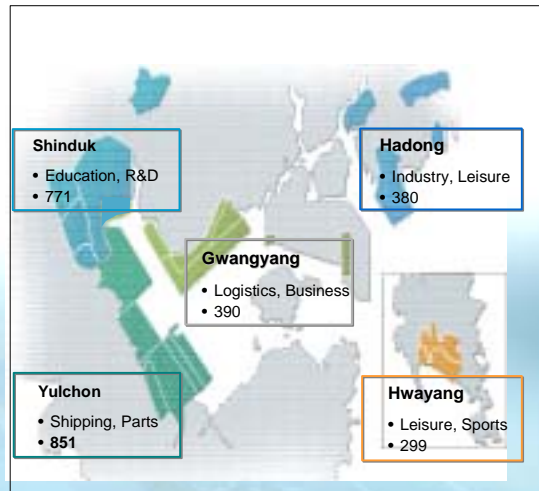 Shinduk
• Education, R&D
• 771
Hadong
• Industry, Leisure
• 380
Gwangyang
• Logistics, Business
• 390
Yulchon
• Shipping, Parts
• 851
Hwayang
• Leisure, Sports
• 299